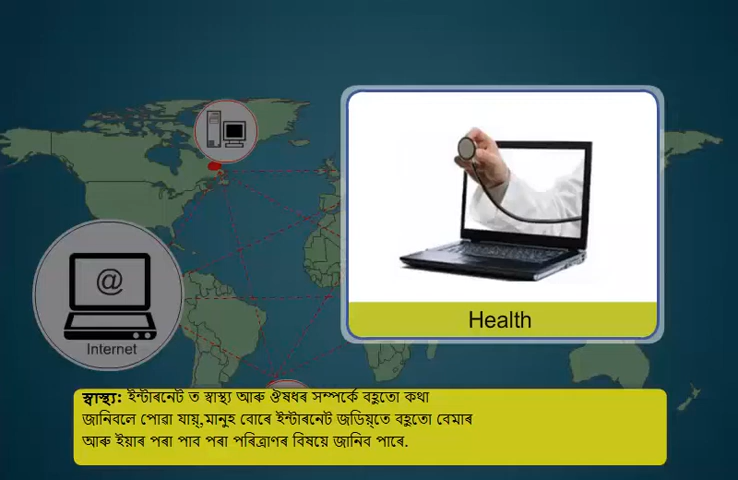 @
Internet
Health
স্বাস্থ্য: ইন্টাৰনেট ত স্বাস্থ্য আৰু ঔষধৰ সম্পৰ্কে বহুতো কথা
জানিবলে পোৱা যায়,মানুহ বোৰে ইন্টাৰনেট জডিয়্তে বহুতো বেমাৰ
আৰু ইয়াৰ পৰা পাব পৰা পৰিত্ৰাণৰ বিষয়ে জানিব পাৰে.